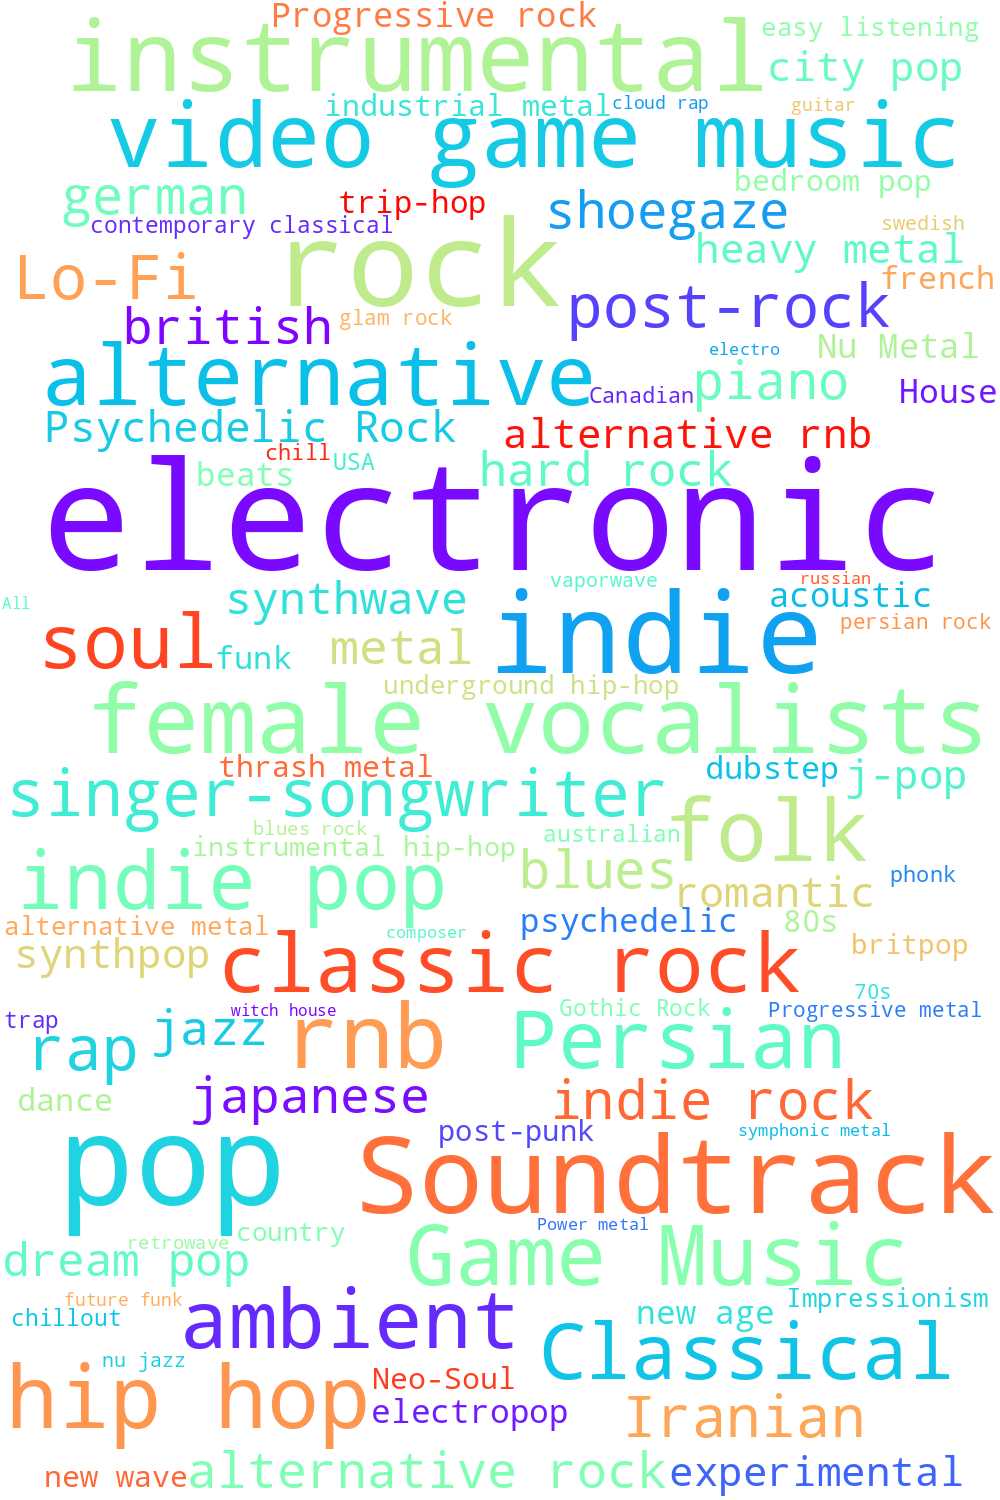 Progressive rock
instrumental
easy listening
city pop
industrial metal
cloud rap
guitar
video game music
german
trip-hop
bedroom pop
shoegaze
contemporary classical
swedish
rock
heavy metal
Lo-Fi
french
post-rock
british
glam rock
alternative
electro
Nu Metal
piano
Canadian
House
Psychedelic Rock
alternative rnb
chill
USA
beats
hard rock
electronic
vaporwave
russian
All
synthwave
indie
acoustic
persian rock
soul
funk
metal
underground hip-hop
female vocalists
thrash metal
dubstep
j-pop
singer-songwriter
folk
blues rock
australian
instrumental hip-hop
indie pop
blues
phonk
romantic
alternative metal
psychedelic
80s
composer
britpop
synthpop
classic rock
70s
witch house
Gothic Rock
Progressive metal
trap
rap
jazz
rnb
Persian
dance
japanese
indie rock
post-punk
symphonic metal
pop
Soundtrack
Power metal
country
retrowave
dream pop
Game Music
future funk
Impressionism
chillout
ambient
new age
Classical
nu jazz
hip hop
Neo-Soul
electropop
Iranian
new wave
alternative rock
experimental